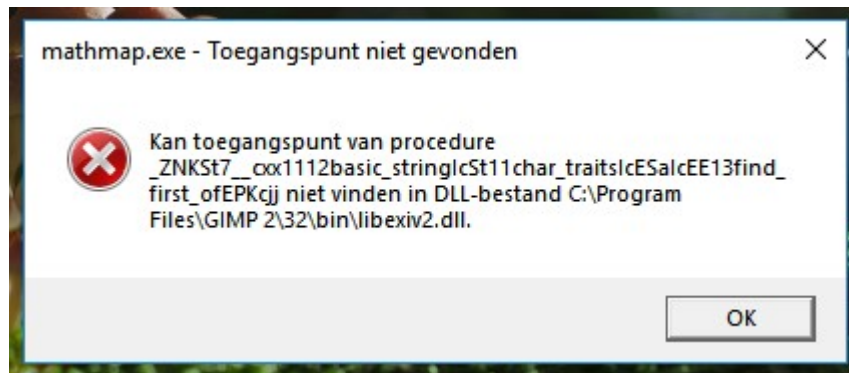 mathmap.exe - Toegangspunt niet gevonden
Kan toegangspunt van procedure
_ZNKSt7__cxx1112basic_stringIcSt11char_traitsIcESaIcEE13find_
first_ofEPKcjj niet vinden in DLL-bestand C:\Program
Files\GIMP 2\32\bin\libexiv2.dll.
OK